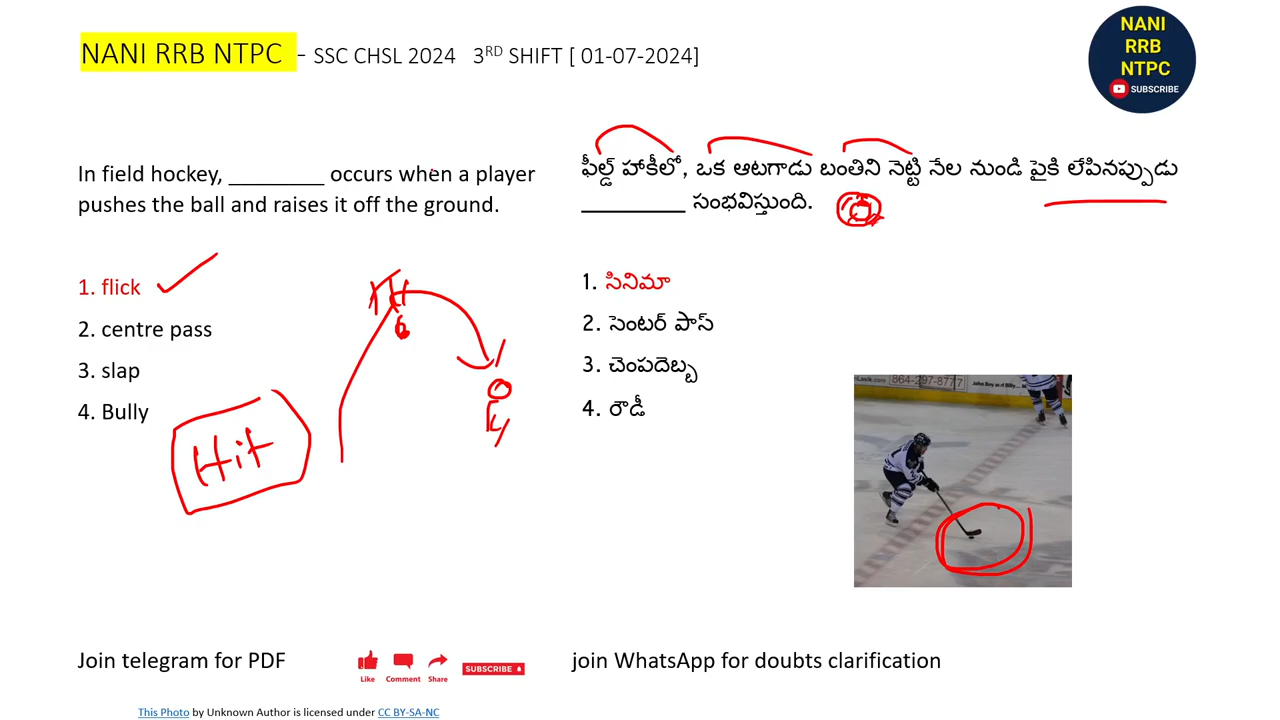 NANI RRB NTPC – SSC CHSL 2024 3RD SHIFT [ 01-07-2024]
NANI
RRB
NTPC
SUBSCRIBE
In field hockey, ________ occurs when a player
pushes the ball and raises it off the ground.
1. flick
2. centre pass
3. slap
4. Bully
Hit
ఫీల్డ్ హాకీలో, ఒక ఆటగాడు బంతిని నెట్టి నేల నుండి పైకి లేపినప్పుడు
_________ సంభవిస్తుంది.
1. సినిమా
2. సెంటర్ పాస్
3. చెంపదెబ్బ
4. రౌడీ
864-297-8777
Join telegram for PDF
Like
Comment
Share
SUBSCRIBE
join WhatsApp for doubts clarification
This Photo by Unknown Author is licensed under CC BY-SA-NC